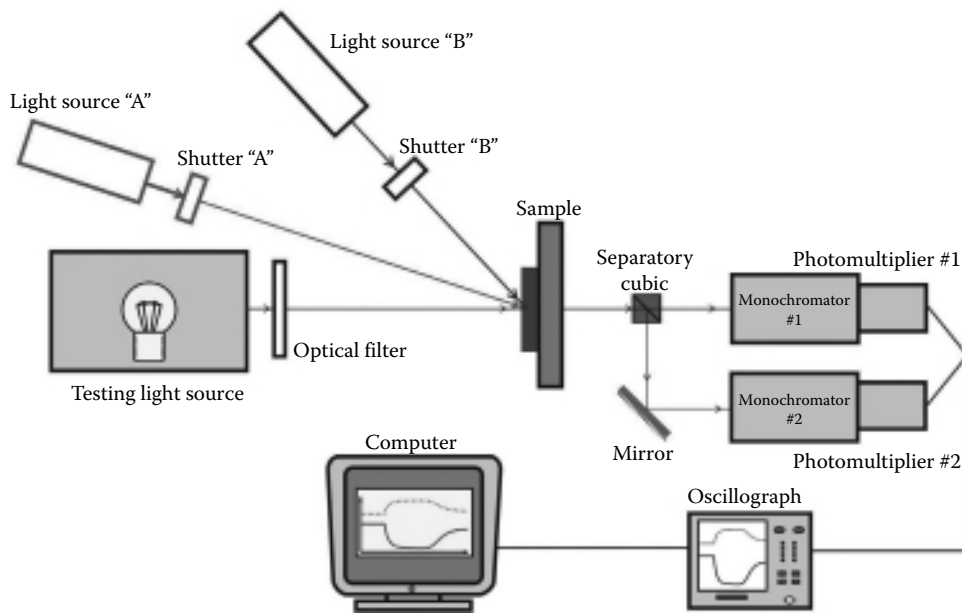 Light source “B”
Light source “A”
Shutter “A”
Shutter “B”
Sample
Separatory
cubic
Photomultiplier #1
Monochromator
#1
Optical filter
Testing light source
Monochromator
#2
Mirror
Photomultiplier #2
Computer
Oscillograph